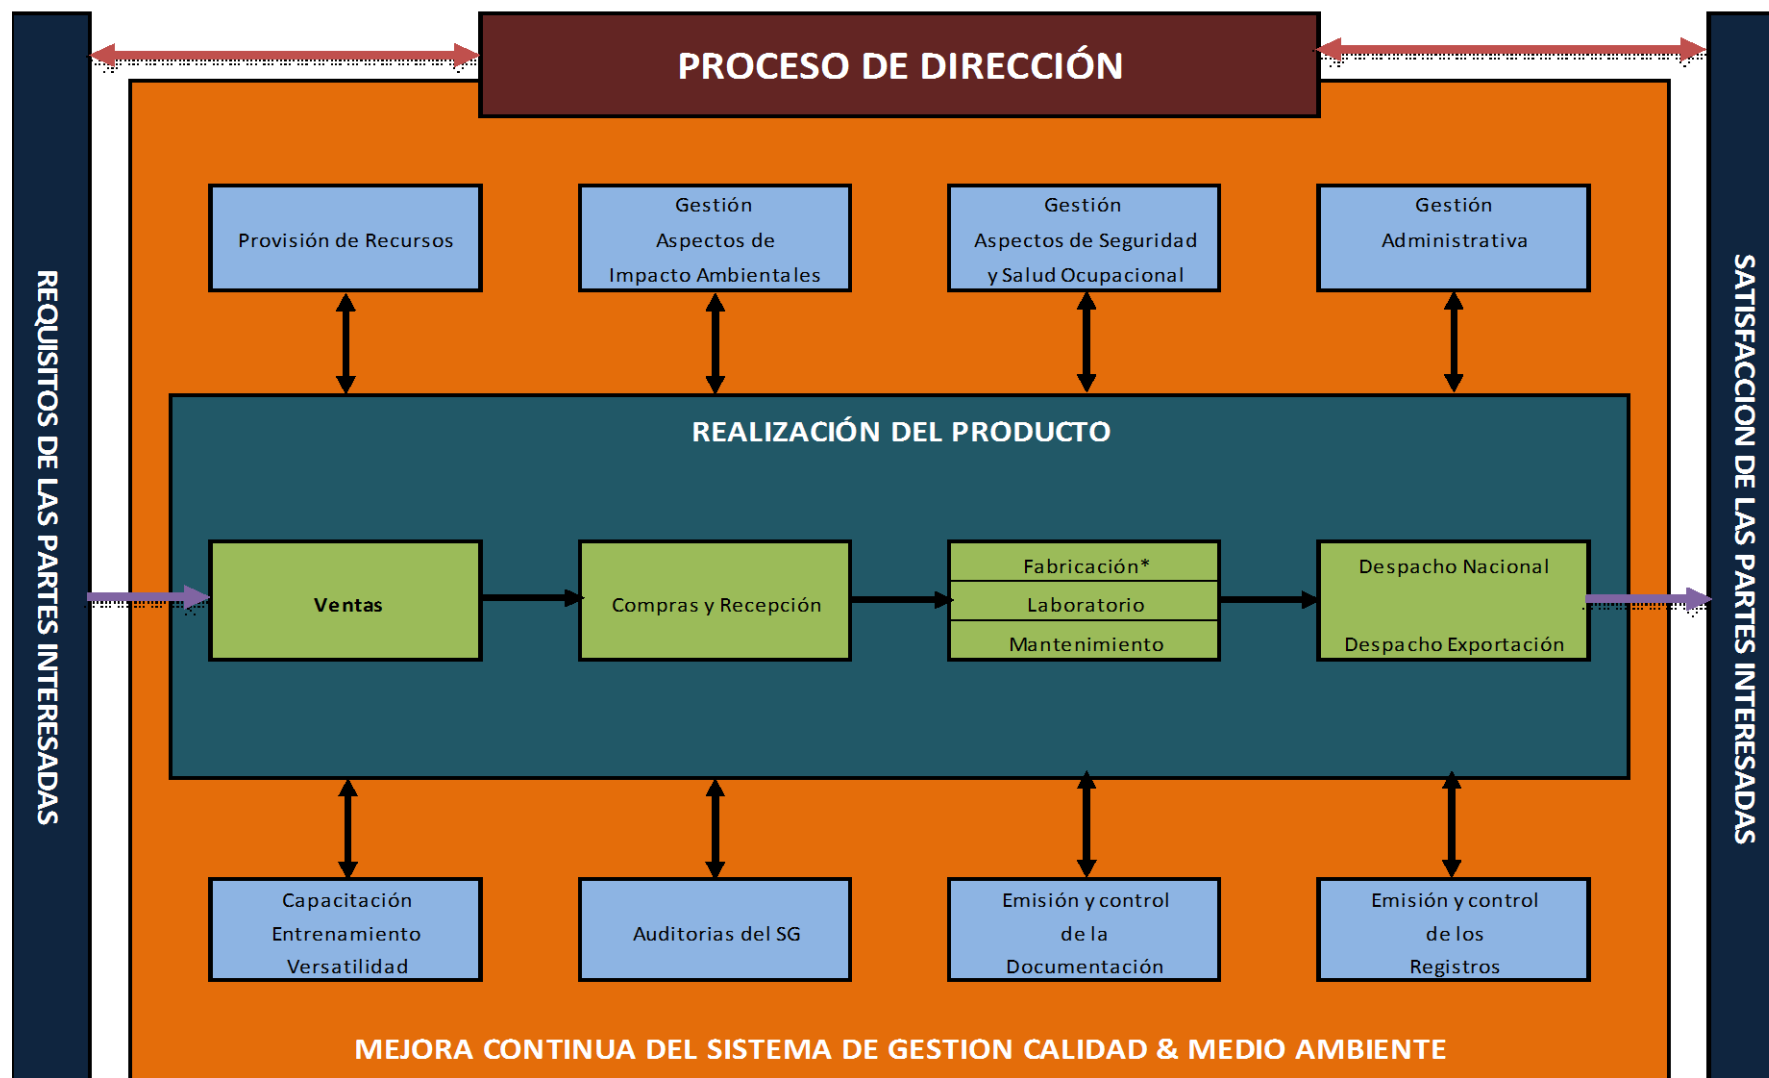 PROCESO DE DIRECCIÓN
REQUISITOS DE LAS PARTES INTERESADAS
Provisión de Recursos
Gestión
Aspectos de
Impacto Ambientales
Gestión
Aspectos de Seguridad
y Salud Ocupacional
Gestión
Administrativa
REALIZACIÓN DEL PRODUCTO
Ventas
Compras y Recepción
Fabricación*
Laboratorio
Mantenimiento
Despacho Nacional
Despacho Exportación
Capacitación
Entrenamiento
Versatilidad
Auditorias del SG
Emisión y control
de la
Documentación
Emisión y control
de los
Registros
MEJORA CONTINUA DEL SISTEMA DE GESTION CALIDAD & MEDIO AMBIENTE
SATISFACCION DE LAS PARTES INTERESADAS